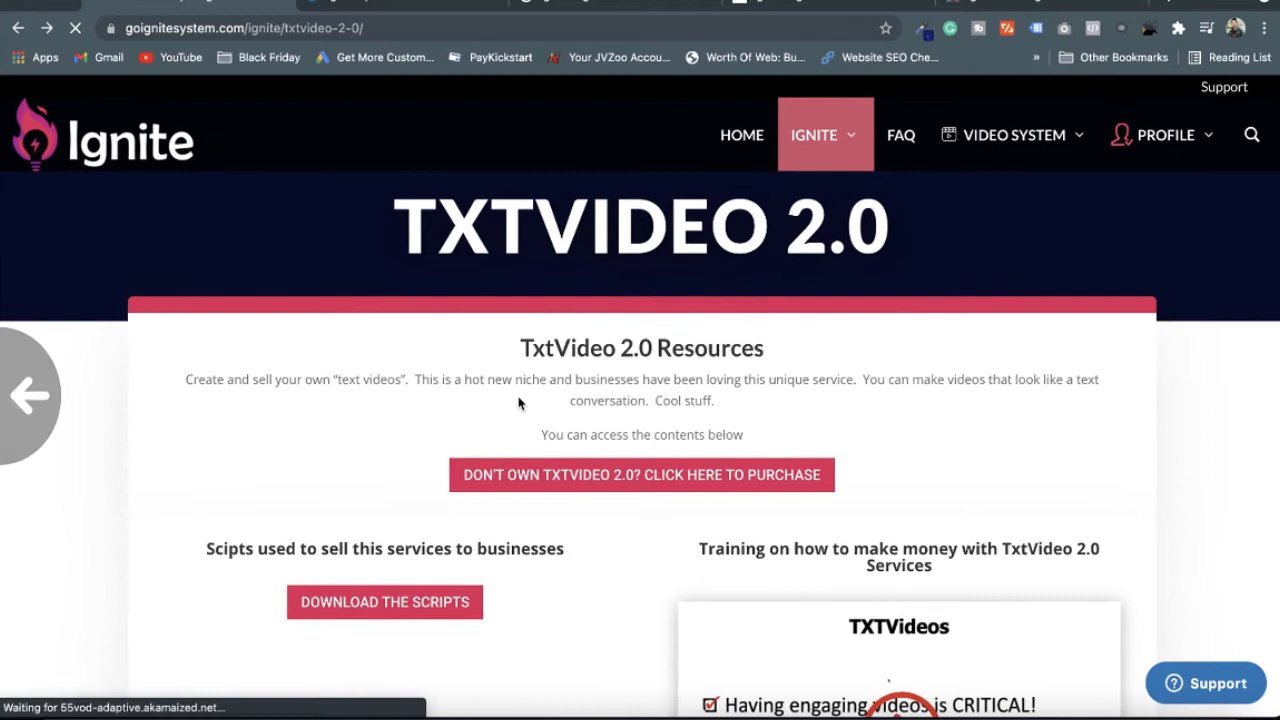 goignitesystem.com/ignite/txtvideo-2-0/
Apps Gmail YouTube Black Friday Get More Custom... PayKickstart Your JVZoo Accou... Worth Of Web: Bu... Website SEO Che... » Other Bookmarks Reading List
Support
Ignite
HOME IGNITE FAQ VIDEO SYSTEM PROFILE
TXTVIDEO 2.0
TxtVideo 2.0 Resources
Create and sell your own “text videos”. This is a hot new niche and businesses have been loving this unique service. You can make videos that look like a text
conversation. Cool stuff.
You can access the contents below
DON'T OWN TXTVIDEO 2.0? CLICK HERE TO PURCHASE
Scipts used to sell this services to businesses
DOWNLOAD THE SCRIPTS
Training on how to make money with TxtVideo 2.0
Services
TXTVideos
Having engaging videos is CRITICAL!
Support
Waiting for 55vod-adaptive.akamaized.net...